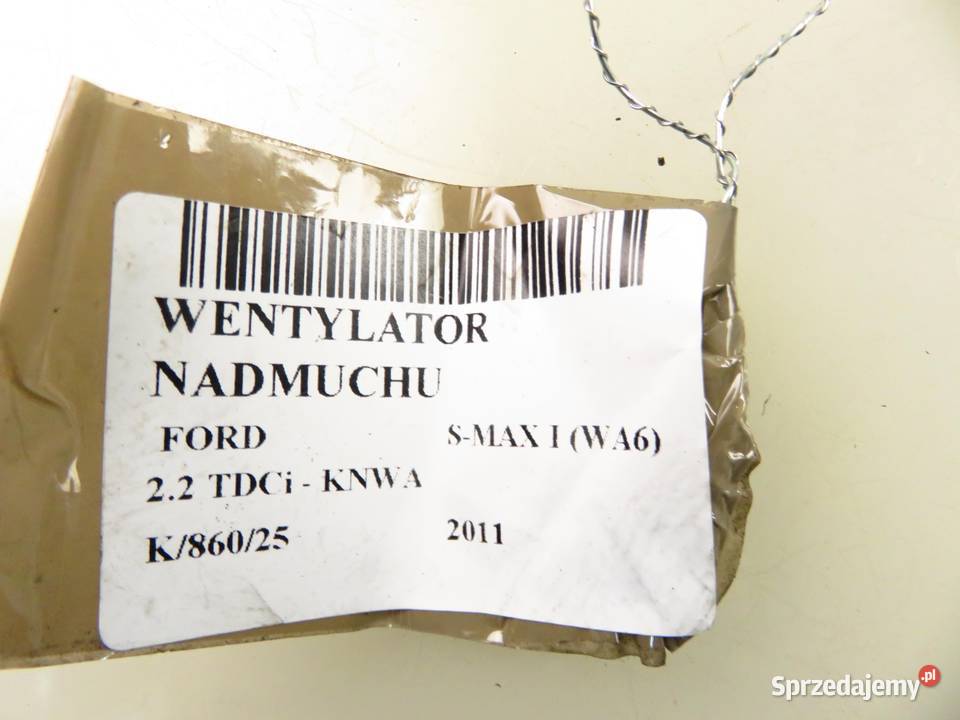 WENTYLATOR
NADMUCHU
FORD S-MAX I (WA6)
2.2 TDCi - KNWA
K/860/25 2011
Sprzedajemy.pl